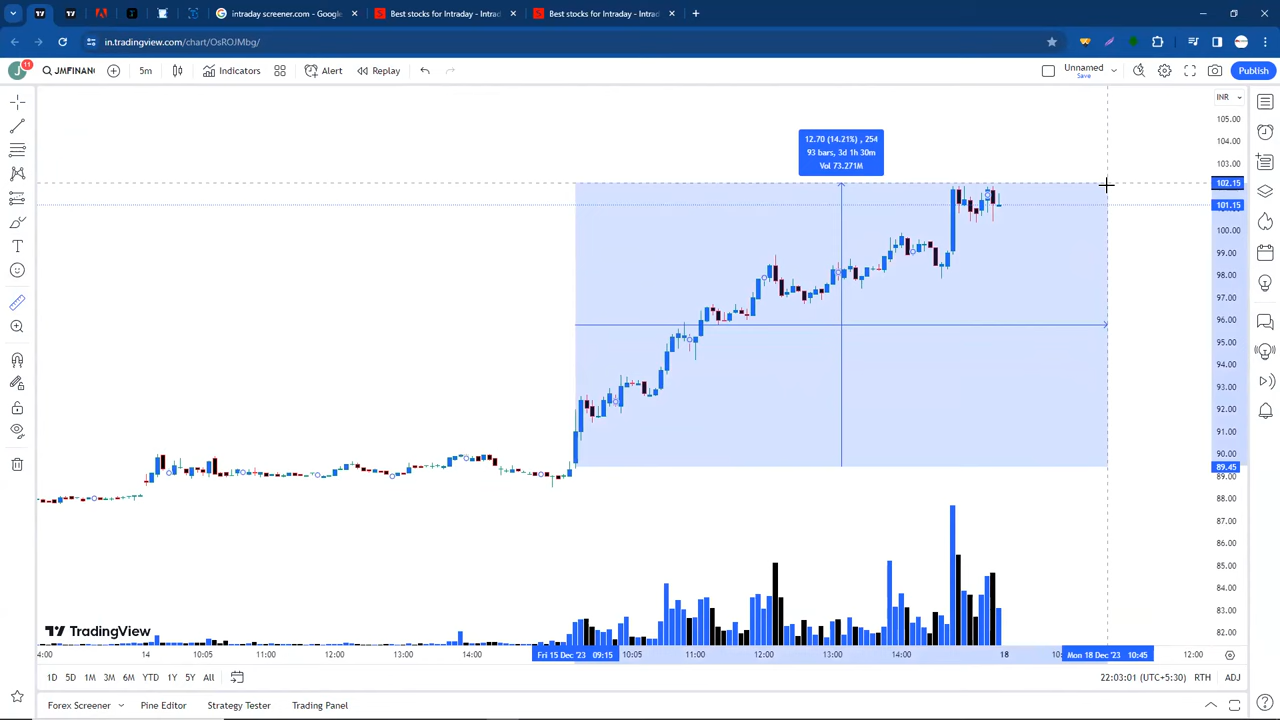 intraday screener.com - Google
Best stocks for Intraday - Intrad
Best stocks for Intraday - Intrad
in.tradingview.com/chart/OsROJMbg/
J
11
JMFINANC
5m
Indicators
Alert
Replay
Unnamed
Save
Publish
INR
105.00
104.00
12.70 (14.21%) , 254
93 bars, 3d 1h 30m
Vol 73.271M
103.00
102.15
101.15
100.00
99.00
98.00
97.00
96.00
95.00
94.00
93.00
92.00
91.00
90.00
89.45
89.00
88.00
87.00
86.00
85.00
84.00
83.00
82.00
TradingView
4:00
14
10:05
11:00
12:00
13:00
14:00
Fri 15 Dec '23 09:15
10:05
11:00
12:00
13:00
14:00
18
Mon 18 Dec '23 10:45
12:00
1D 5D 1M 3M 6M YTD 1Y 5Y All
22:03:01 (UTC+5:30) RTH ADJ
Forex Screener
Pine Editor
Strategy Tester
Trading Panel